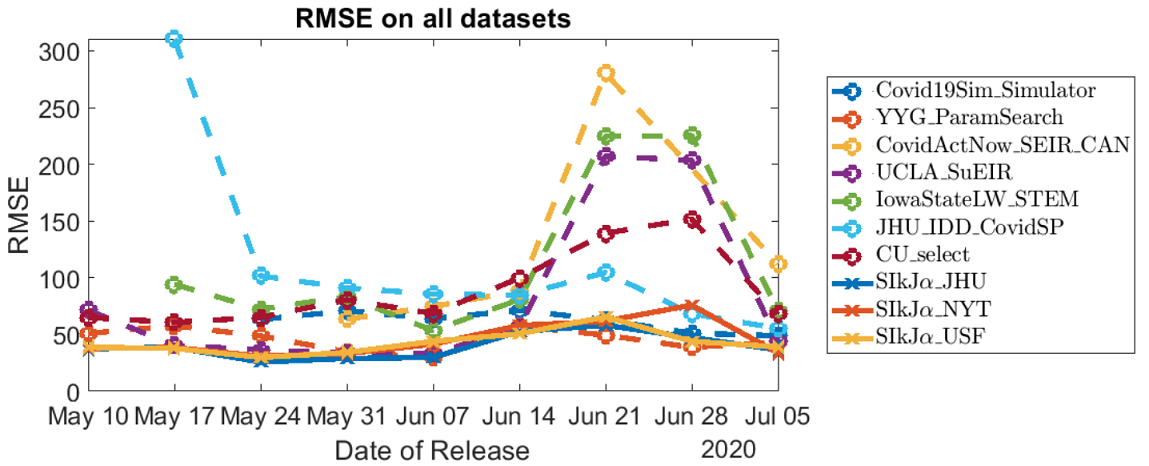 RMSE on all datasets
300
250
200
150
100
50
0
RMSE
May 10 May 17 May 24 May 31 Jun 07 Jun 14 Jun 21 Jun 28 Jul 05
Date of Release
2020
Covid19Sim_Simulator
YYG_ParamSearch
CovidActNow_SEIR_CAN
UCLA_SuEIR
IowaStateLW_STEM
JHU_IDD_CovidSP
CU_select
SIkJα_JHU
SIkJα_NYT
SIkJα_USF